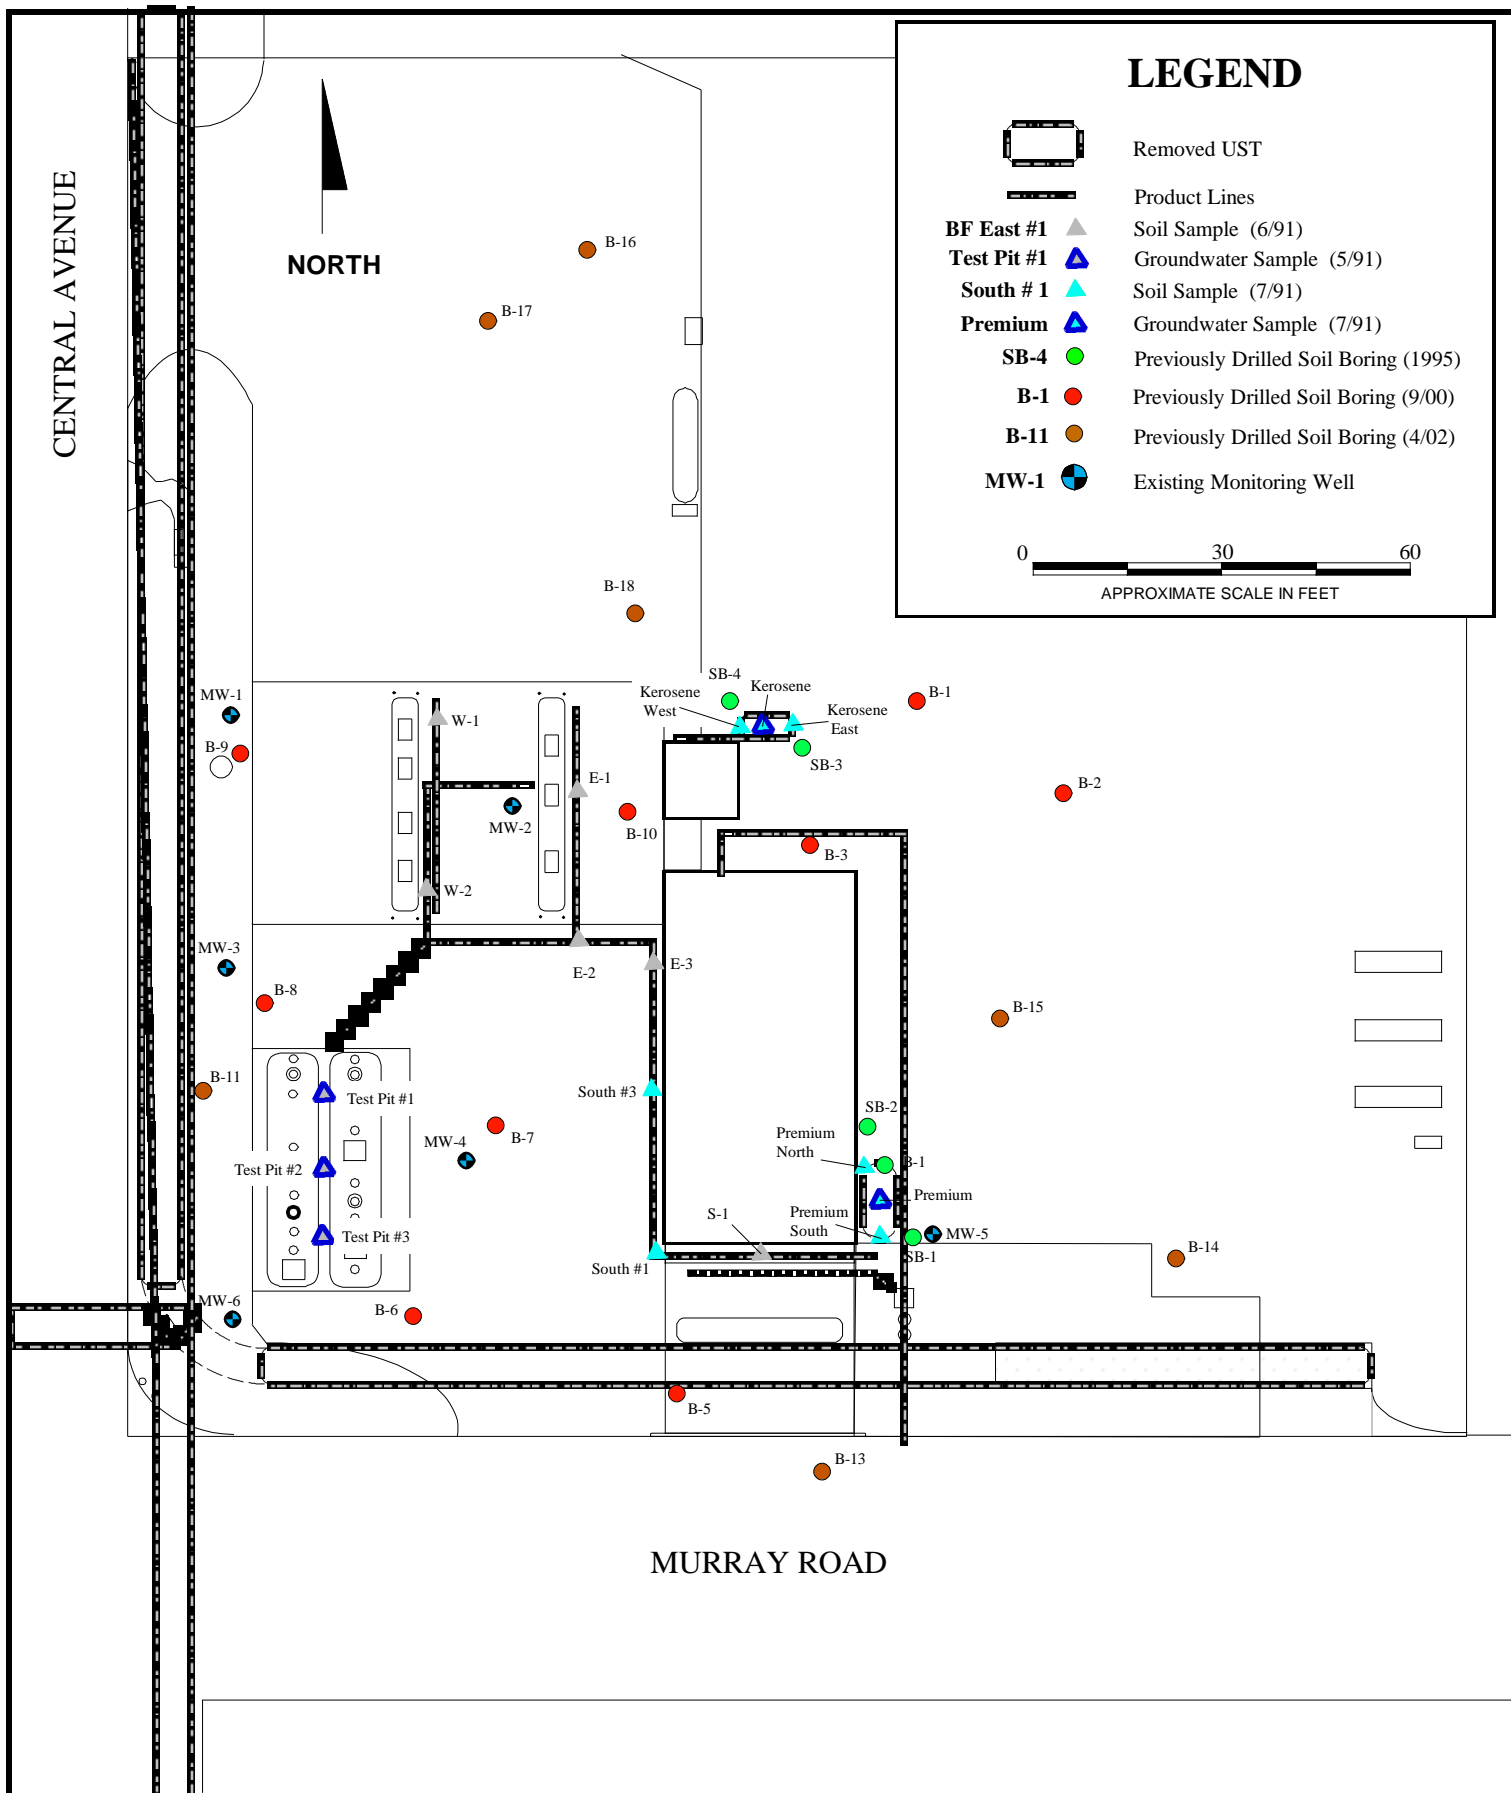 LEGEND
Removed UST
Product Lines
BF East #1 Soil Sample (6/91)
Test Pit #1 Groundwater Sample (5/91)
South # 1 Soil Sample (7/91)
Premium Groundwater Sample (7/91)
SB-4 Previously Drilled Soil Boring (1995)
B-1 Previously Drilled Soil Boring (9/00)
B-11 Previously Drilled Soil Boring (4/02)
MW-1 Existing Monitoring Well
0 30 60
APPROXIMATE SCALE IN FEET
CENTRAL AVENUE
NORTH
B-16
B-17
B-18
MW-1
B-9
W-1
E-1
MW-2
W-2
B-10
SB-4
Kerosene
West
Kerosene
Kerosene
East
SB-3
B-1
B-2
B-3
MW-3
B-8
E-2
E-3
B-15
B-11
Test Pit #1
South #3
B-7
MW-4
Test Pit #2
Test Pit #3
SB-2
Premium
North
B-1
Premium
Premium
South
S-1
MW-5
SB-1
South #1
B-14
MW-6
B-6
B-5
B-13
MURRAY ROAD